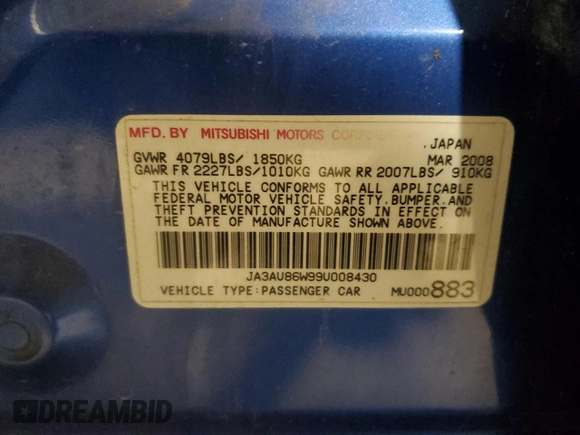 MFD. BY MITSUBISHI MOTORS CORPORATION
, JAPAN
GVWR 4079LBS/ 1850KG MAR 2008
GAWR FR 2227LBS/1010KG GAWR RR 2007LBS/ 910KG
THIS VEHICLE CONFORMS TO ALL APPLICABLE
FEDERAL MOTOR VEHICLE SAFETY,BUMPER,AND
THEFT PREVENTION STANDARDS IN EFFECT ON
THE DATE OF MANUFACTURE SHOWN ABOVE.
JA3AU86W99U008430
VEHICLE TYPE:PASSENGER CAR MU000883
DREAMBID